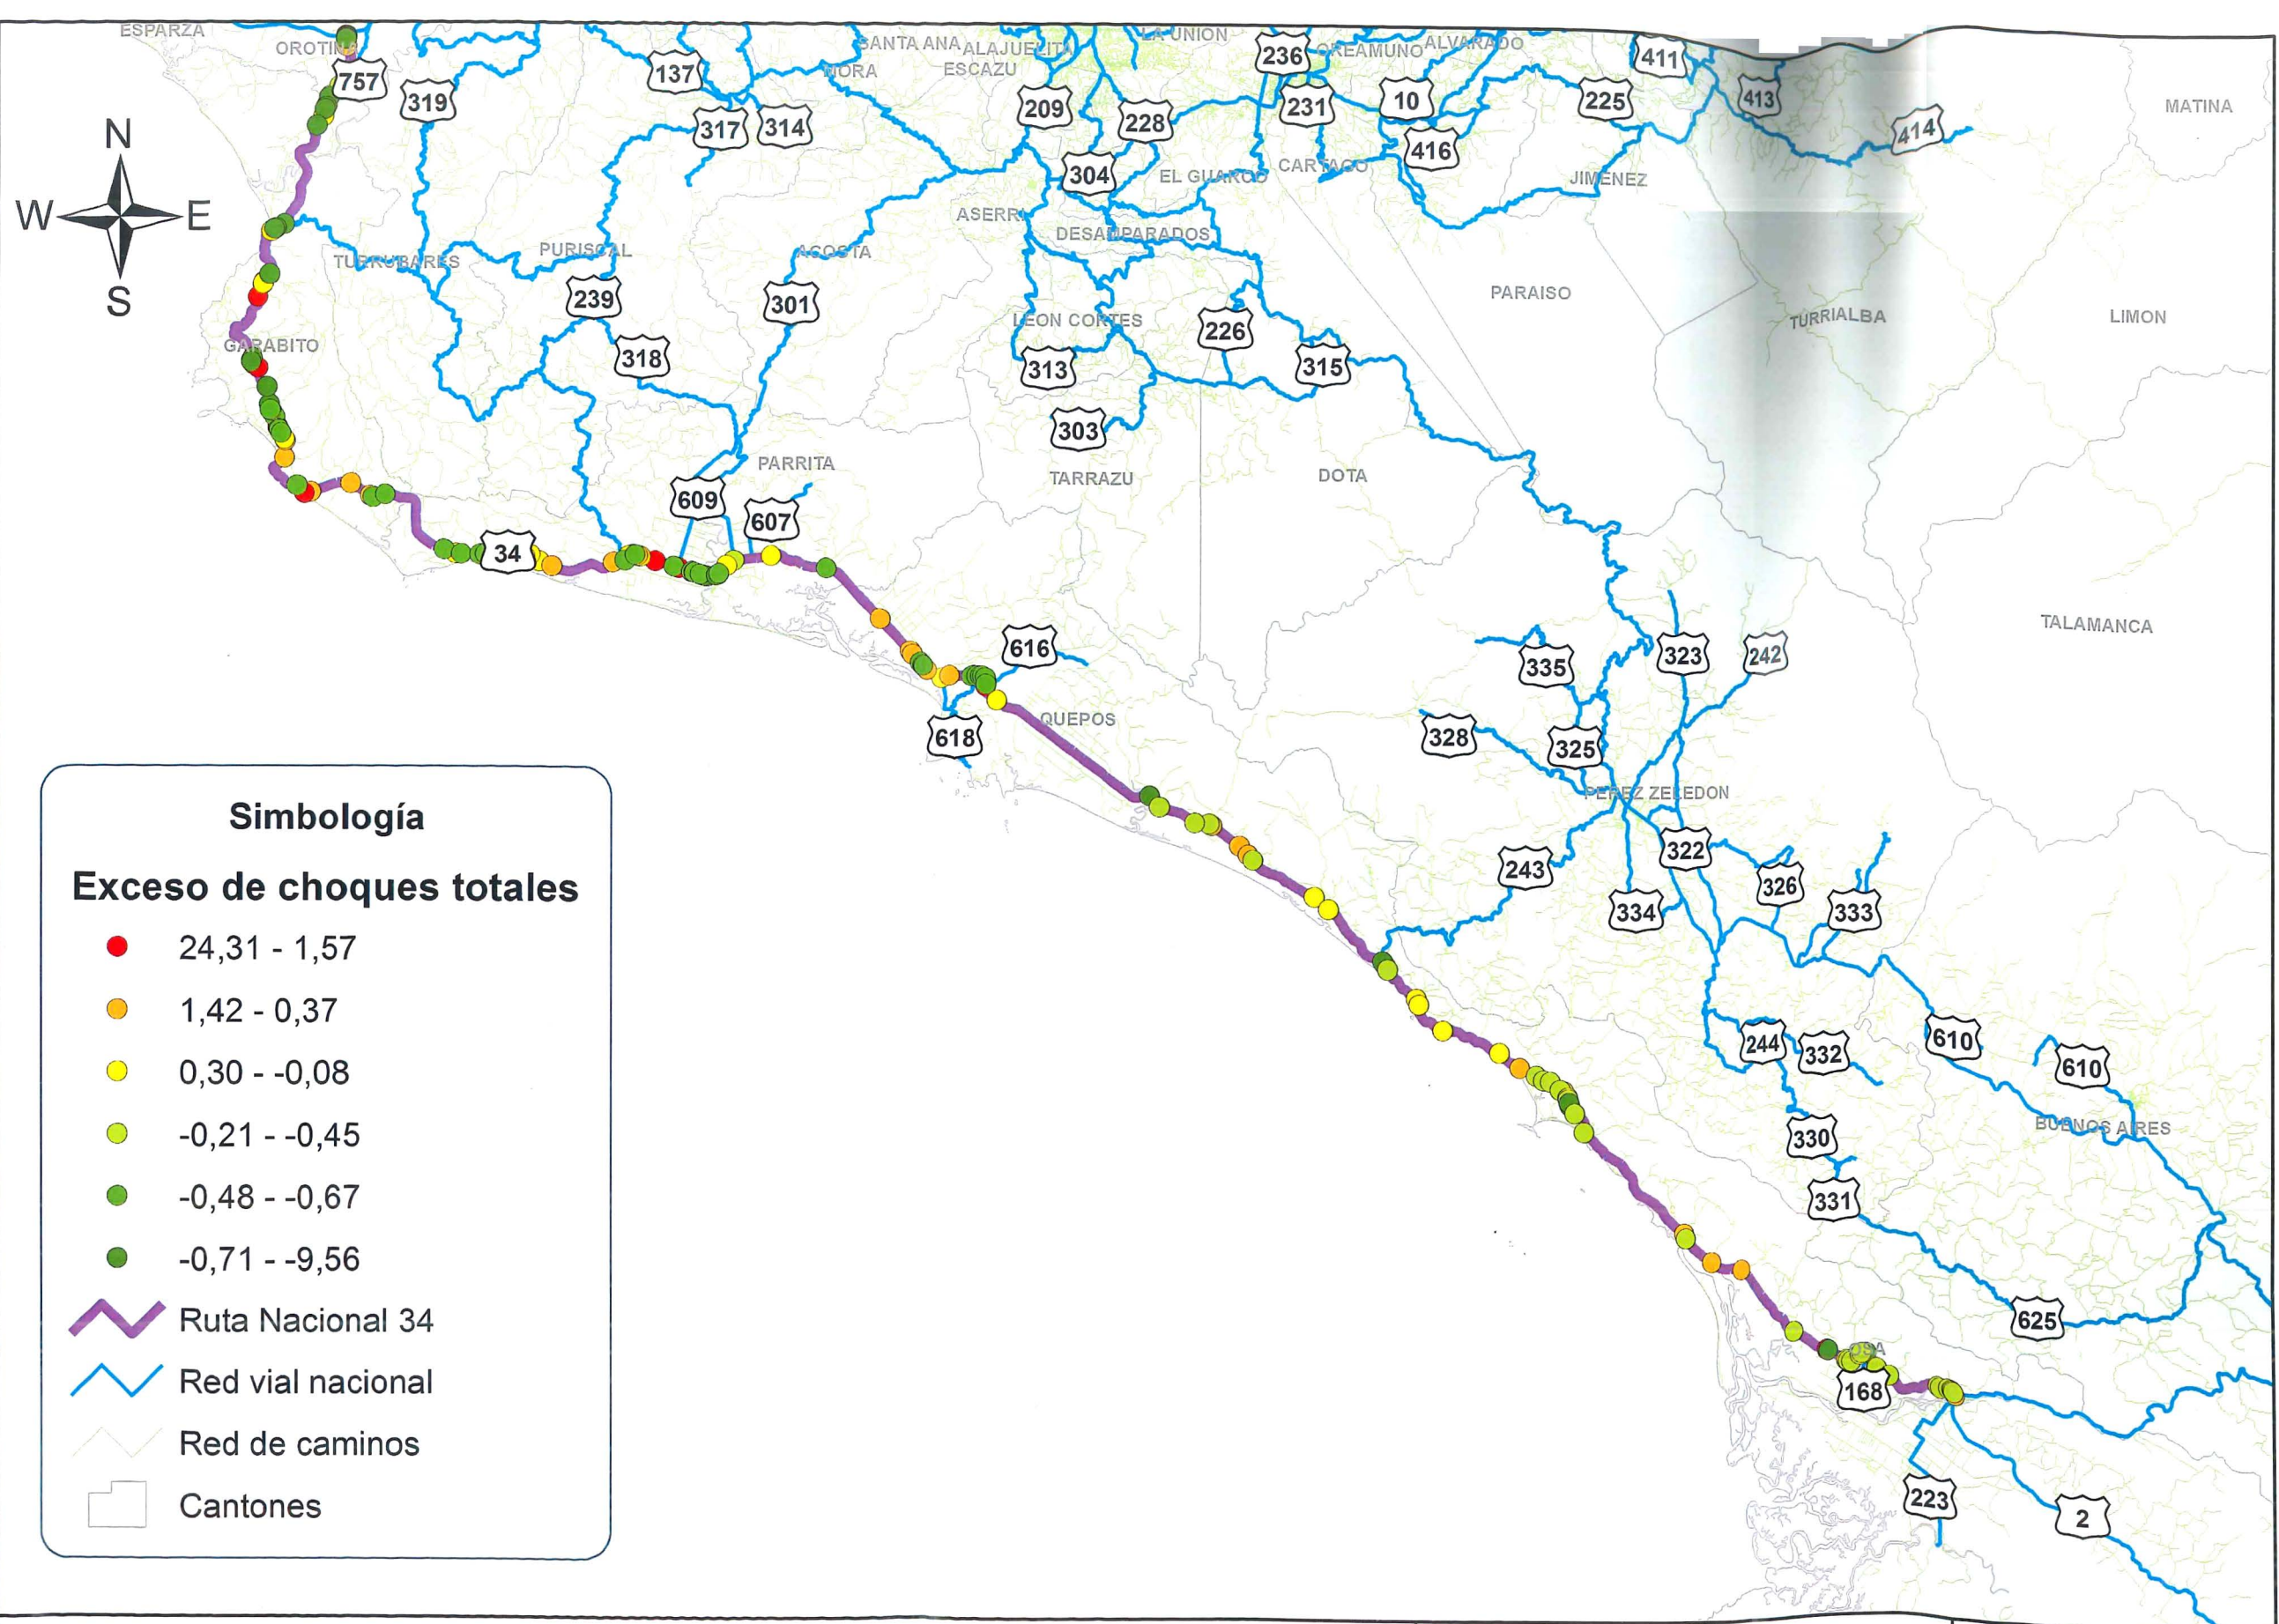 ESPARZA
OROTINA
SANTA ANA
ALAJUELITA
LA UNION
OREAMUNO
ALVARADO
MORA
ESCAZU
757
319
137
317
314
209
228
236
231
10
416
225
411
413
414
MATINA
N
W
E
S
304
EL GUARCO
CARTAGO
JIMENEZ
ASERRI
DESAMPARADOS
TURRUBARES
PURISCAL
ACOSTA
239
301
318
PARAISO
TURRIALBA
LIMON
LEON CORTES
226
313
315
303
GARABITO
PARRITA
TARRAZU
DOTA
609
607
34
616
618
QUEPOS
TALAMANCA
335
323
242
328
325
PEREZ ZELEDON
322
243
326
334
333
244
332
610
610
BUENOS AIRES
330
331
625
OSA
168
223
2
Simbología
Exceso de choques totales
24,31 - 1,57
1,42 - 0,37
0,30 - -0,08
-0,21 - -0,45
-0,48 - -0,67
-0,71 - -9,56
Ruta Nacional 34
Red vial nacional
Red de caminos
Cantones